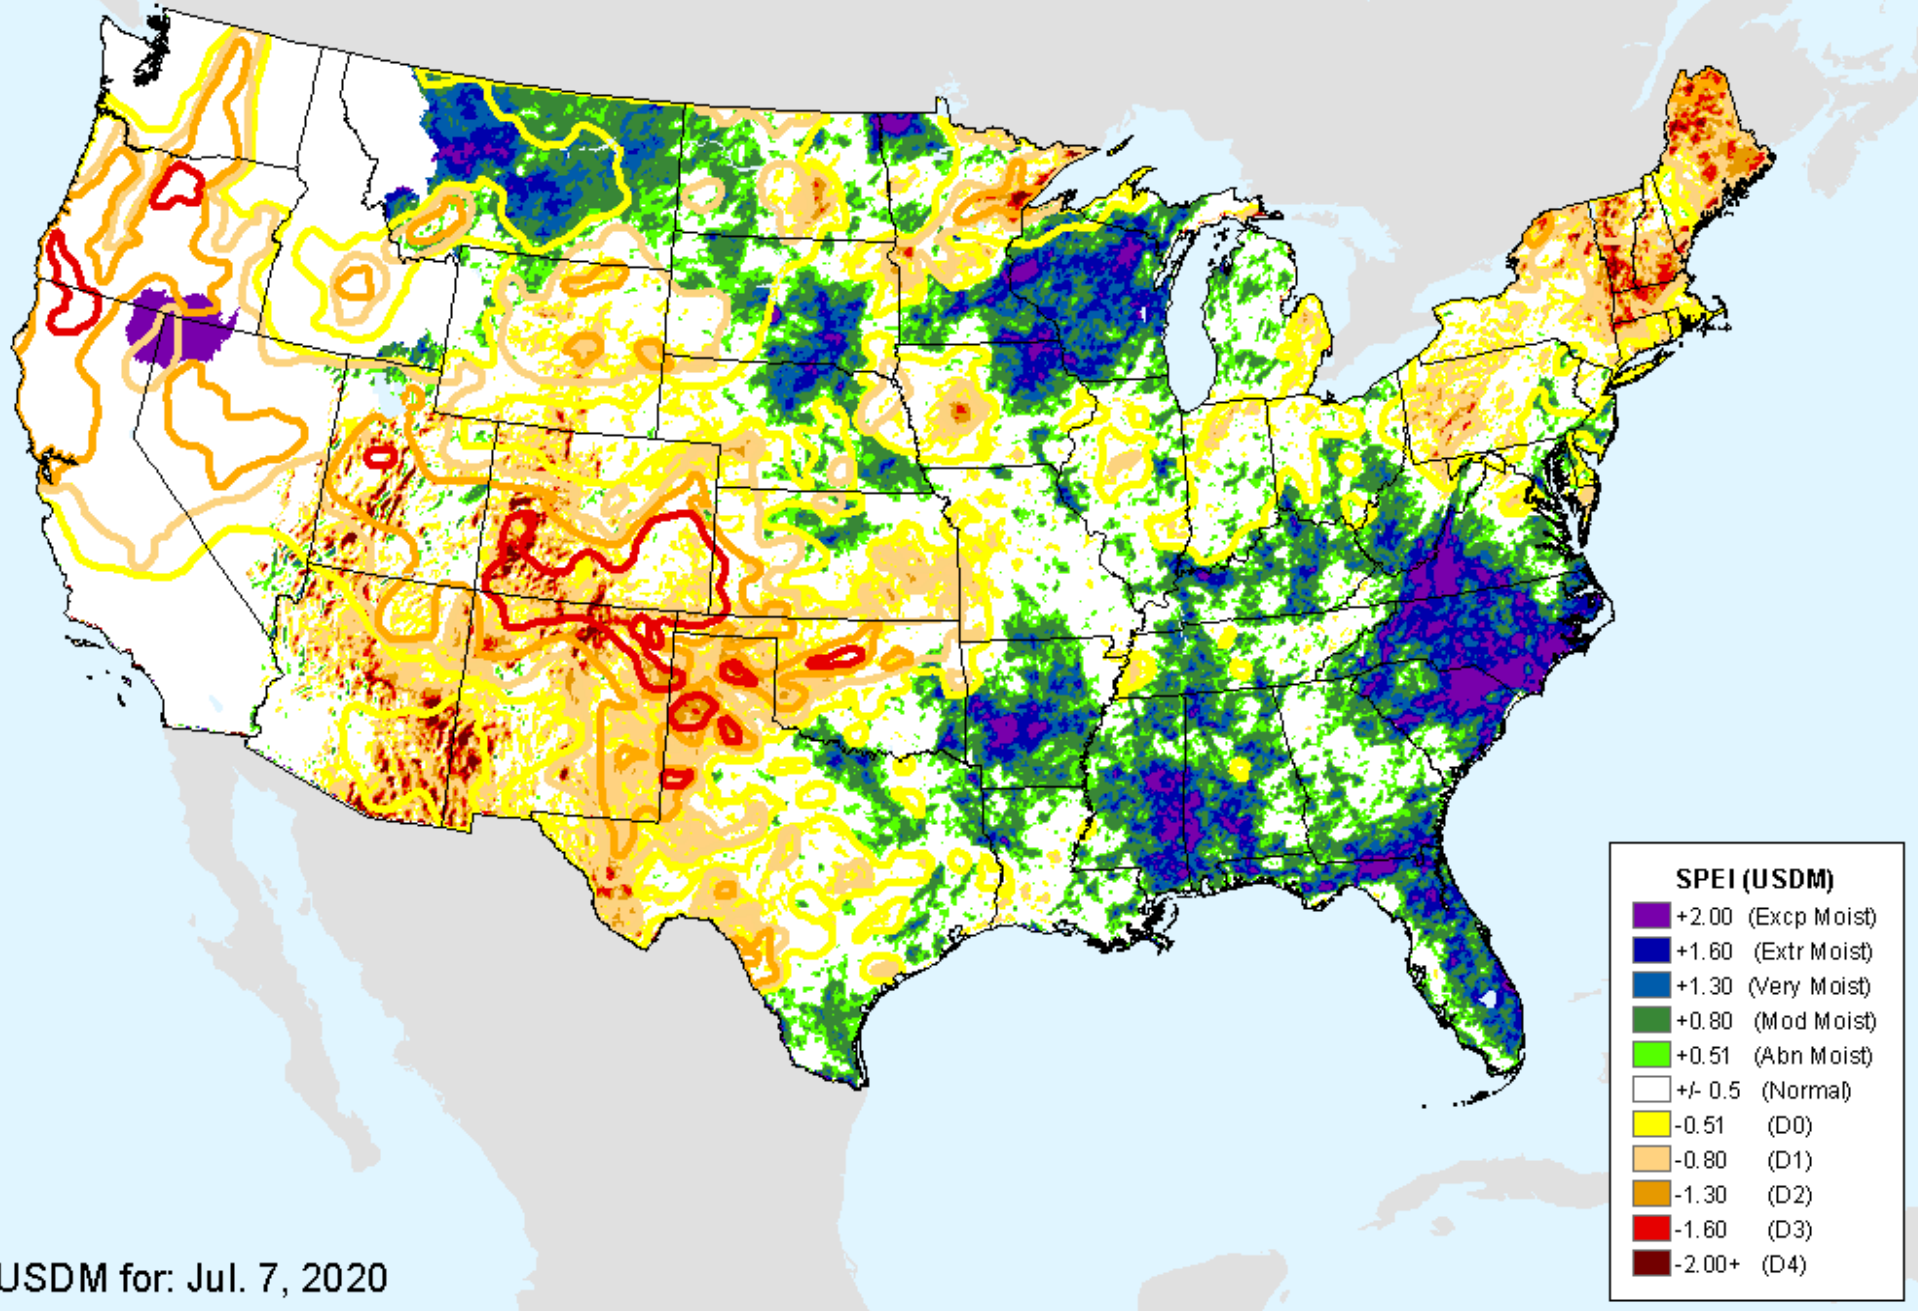 SPEI (USDM)
+2.00 (Excp Moist)
+1.60 (Extr Moist)
+1.30 (Very Moist)
+0.80 (Mod Moist)
+0.51 (Abn Moist)
+/- 0.5 (Normal)
-0.51 (D0)
-0.80 (D1)
-1.30 (D2)
-1.60 (D3)
-2.00+ (D4)
USDM for: Jul. 7, 2020